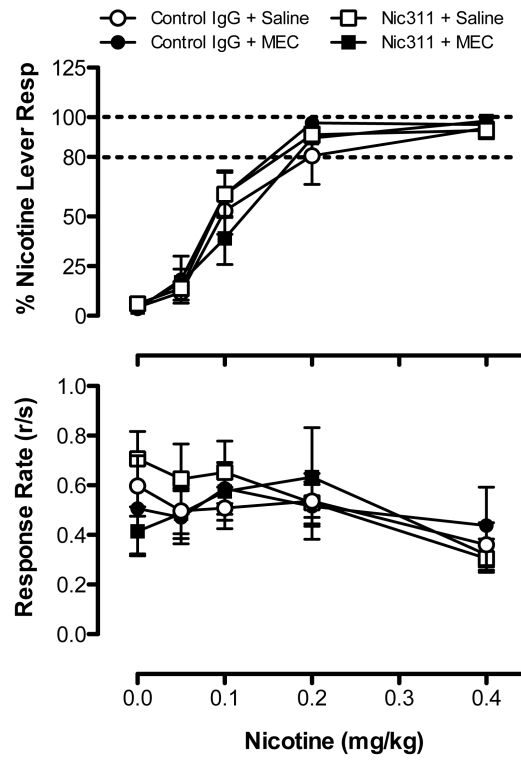 Control IgG + Saline Nic311 + Saline
Control IgG + MEC Nic311 + MEC
% Nicotine Lever Resp
125
100
80
50
25
0
Response Rate (r/s)
1.0
0.8
0.6
0.4
0.2
0.0
0.0 0.1 0.2 0.3 0.4
Nicotine (mg/kg)